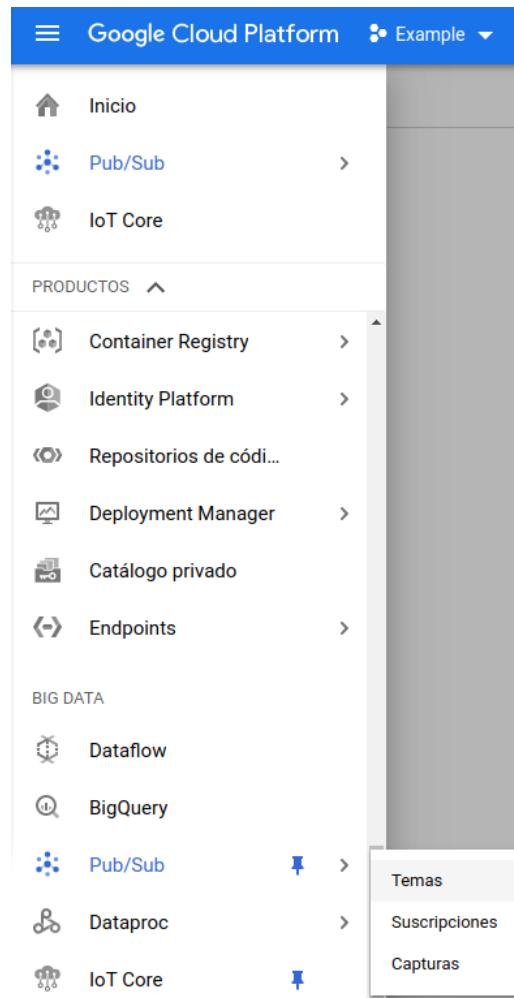 Google Cloud Platform Example
Inicio
Pub/Sub
IoT Core
PRODUCTOS
Container Registry
Identity Platform
Repositorios de códi...
Deployment Manager
Catálogo privado
Endpoints
BIG DATA
Dataflow
BigQuery
Pub/Sub
Temas
Suscripciones
Capturas
Dataproc
IoT Core